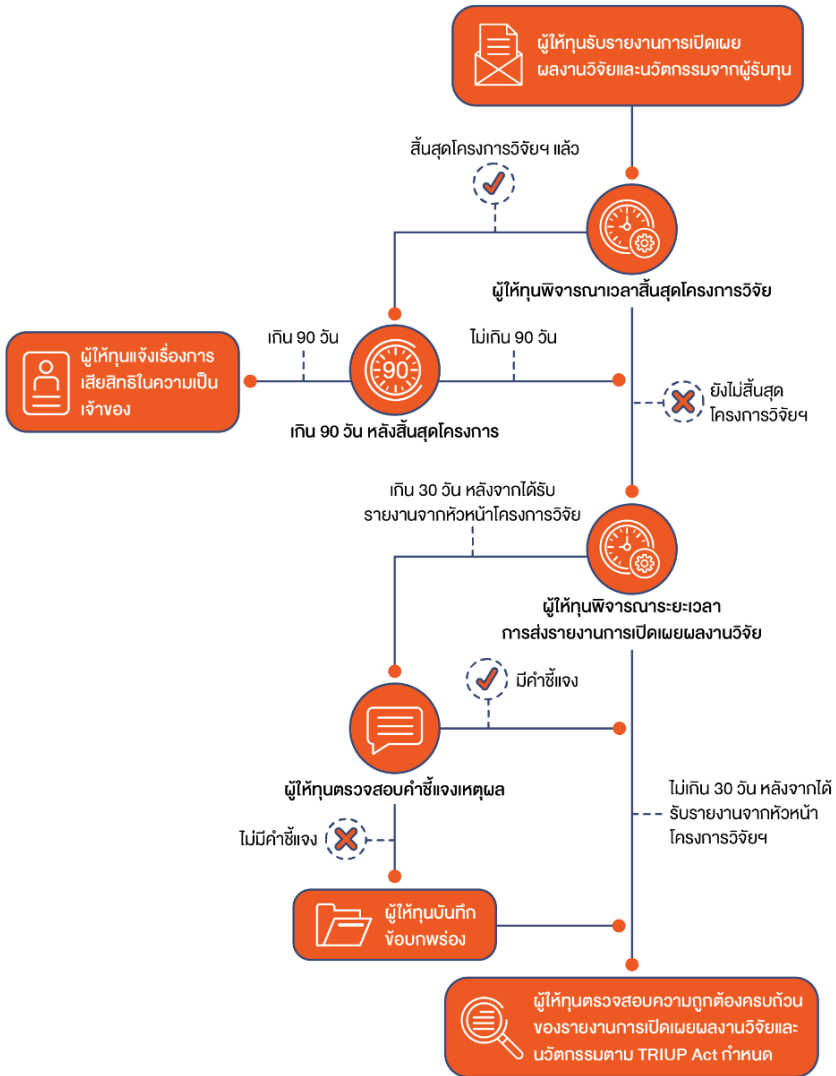 ผู้ให้ทุนรับรายงานการเปิดเผย
ผลงานวิจัยและนวัตกรรมจากผู้รับทุน
สิ้นสุดโครงการวิจัยฯ แล้ว
ผู้ให้ทุนพิจารณาเวลาสิ้นสุดโครงการวิจัย
ผู้ให้ทุนแจ้งเรื่องการ
เสียสิทธิในความเป็น
เจ้าของ
เกิน 90 วัน
90
ไม่เกิน 90 วัน
เกิน 90 วัน หลังสิ้นสุดโครงการ
ยังไม่สิ้นสุด
โครงการวิจัยฯ
เกิน 30 วัน หลังจากได้รับ
รายงานจากหัวหน้าโครงการวิจัย
ผู้ให้ทุนพิจารณาระยะเวลา
การส่งรายงานการเปิดเผยผลงานวิจัย
มีคำชี้แจง
ผู้ให้ทุนตรวจสอบคำชี้แจงเหตุผล
ไม่มีคำชี้แจง
ไม่เกิน 30 วัน หลังจากได้
รับรายงานจากหัวหน้า
โครงการวิจัยฯ
ผู้ให้ทุนบันทึก
ข้อบกพร่อง
ผู้ให้ทุนตรวจสอบความถูกต้องครบถ้วน
ของรายงานการเปิดเผยผลงานวิจัยและ
นวัตกรรมตาม TRIUP Act กำหนด